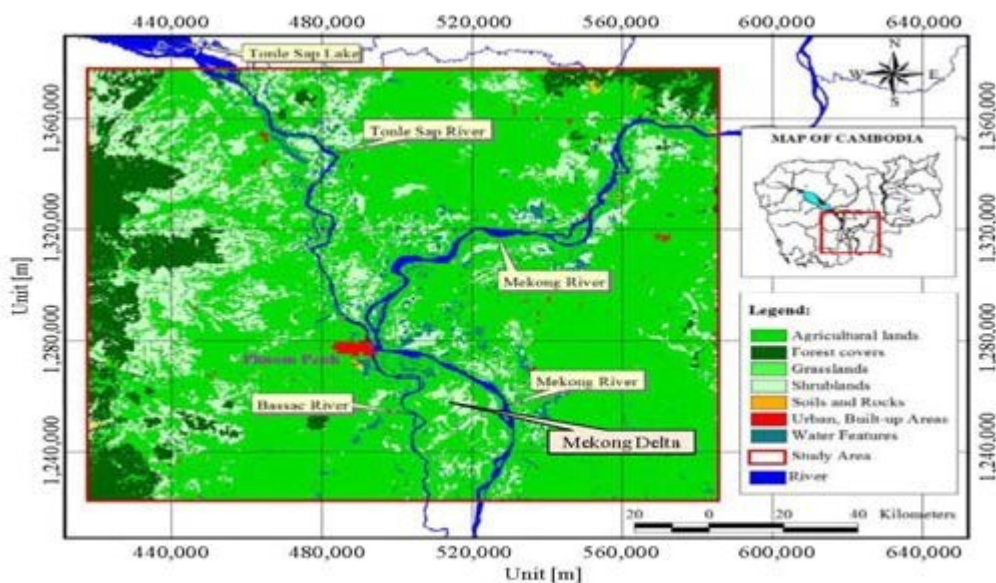 440,000 480,000 520,000 560,000 600,000 640,000
Tonle Sap Lake
N
W E
S
1,360,000
1,360,000
Tonle Sap River
MAP OF CAMBODIA
1,320,000
1,320,000
Mekong River
Unit [m]
Legend:
Agricultural lands
Forest covers
Grasslands
Shrublands
Soils and Rocks
Urban, Built-up Areas
Water Features
Study Area
River
1,280,000
1,280,000
Phnom Penh
Mekong River
Bassac River
Mekong Delta
1,240,000
1,240,000
20 0 20 40 Kilometers
440,000 480,000 520,000 560,000 600,000 640,000
Unit [m]